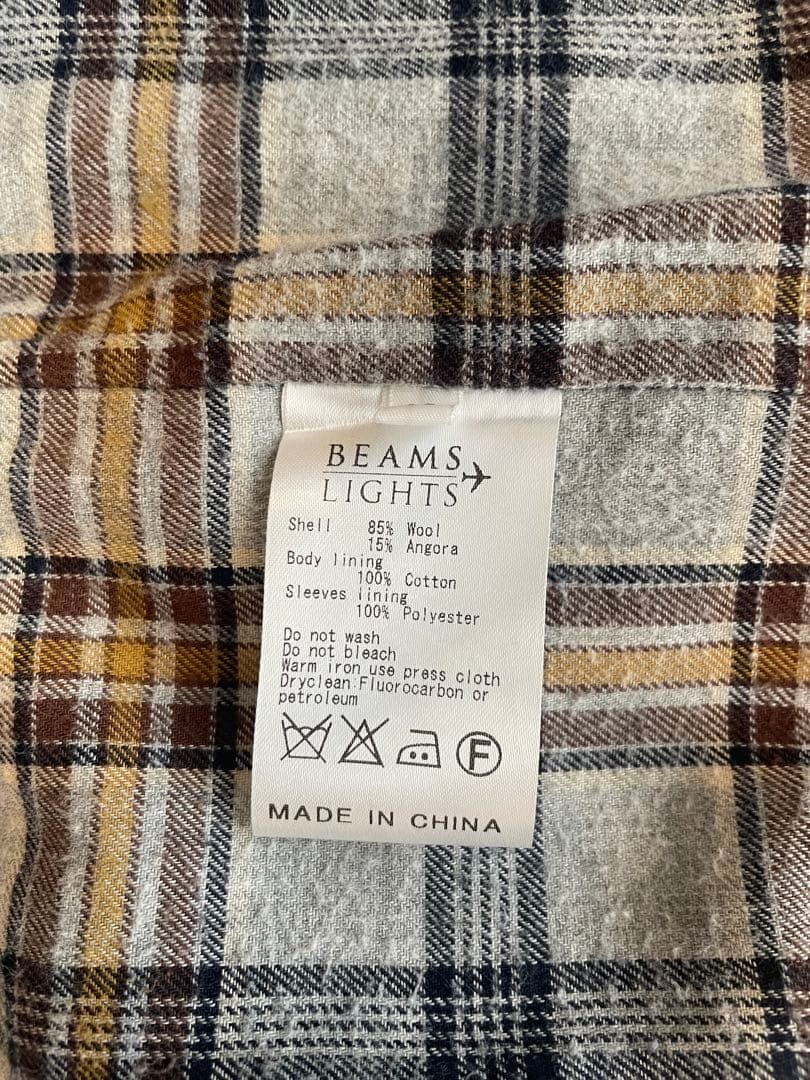 BEAMS
LIGHTS
Shell 85% Wool
15% Angora
Body lining
100% Cotton
Sleeves lining
100% Polyester
Do not wash
Do not bleach
Warm iron use press cloth
Dryclean:Fluorocarbon or
petroleum
F
MADE IN CHINA